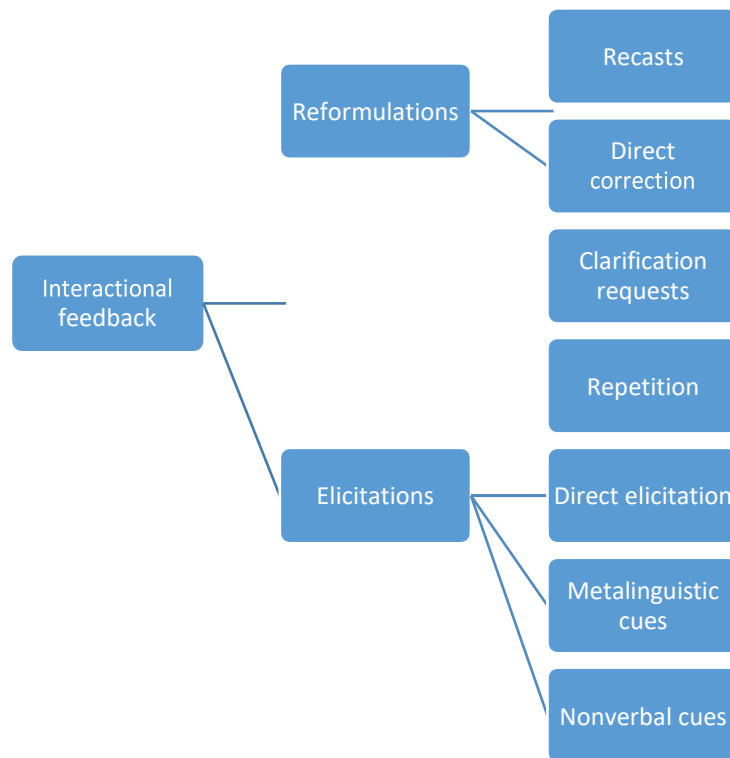 Recasts
Reformulations
Direct
correction
Clarification
requests
Interactional
feedback
Repetition
Elicitations
Direct elicitation
Metalinguistic
cues
Nonverbal cues